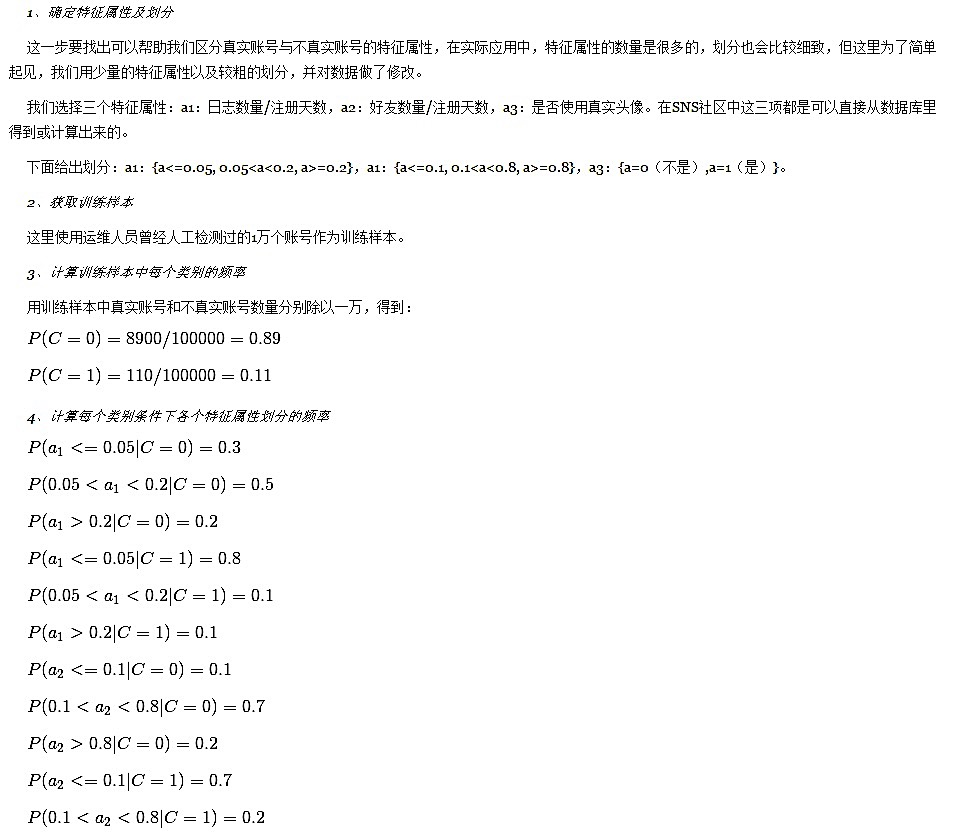 1、确定特征属性及划分
这一步要找出可以帮助我们区分真实账号与不真实账号的特征属性，在实际应用中，特征属性的数量是很多的，划分也会比较细致，但这里为了简单
起见，我们用少量的特征属性以及较粗的划分，并对数据做了修改。
我们选择三个特征属性：a1：日志数量/注册天数，a2：好友数量/注册天数，a3：是否使用真实头像。在SNS社区中这三项都是可以直接从数据库里
得到或计算出来的。
下面给出划分：a1：{a<=0.05, 0.05<a<0.2, a>=0.2}，a1：{a<=0.1, 0.1<a<0.8, a>=0.8}，a3：{a=0（不是）,a=1（是）}。
2、获取训练样本
这里使用运维人员曾经人工检测过的1万个账号作为训练样本。
3、计算训练样本中每个类别的频率
用训练样本中真实账号和不真实账号数量分别除以一万，得到：
P(C = 0) = 8900/100000 = 0.89
P(C = 1) = 110/100000 = 0.11
4、计算每个类别条件下各个特征属性划分的频率
P(a₁ <= 0.05|C = 0) = 0.3
P(0.05 < a₁ < 0.2|C = 0) = 0.5
P(a₁ > 0.2|C = 0) = 0.2
P(a₁ <= 0.05|C = 1) = 0.8
P(0.05 < a₁ < 0.2|C = 1) = 0.1
P(a₁ > 0.2|C = 1) = 0.1
P(a₂ <= 0.1|C = 0) = 0.1
P(0.1 < a₂ < 0.8|C = 0) = 0.7
P(a₂ > 0.8|C = 0) = 0.2
P(a₂ <= 0.1|C = 1) = 0.7
P(0.1 < a₂ < 0.8|C = 1) = 0.2